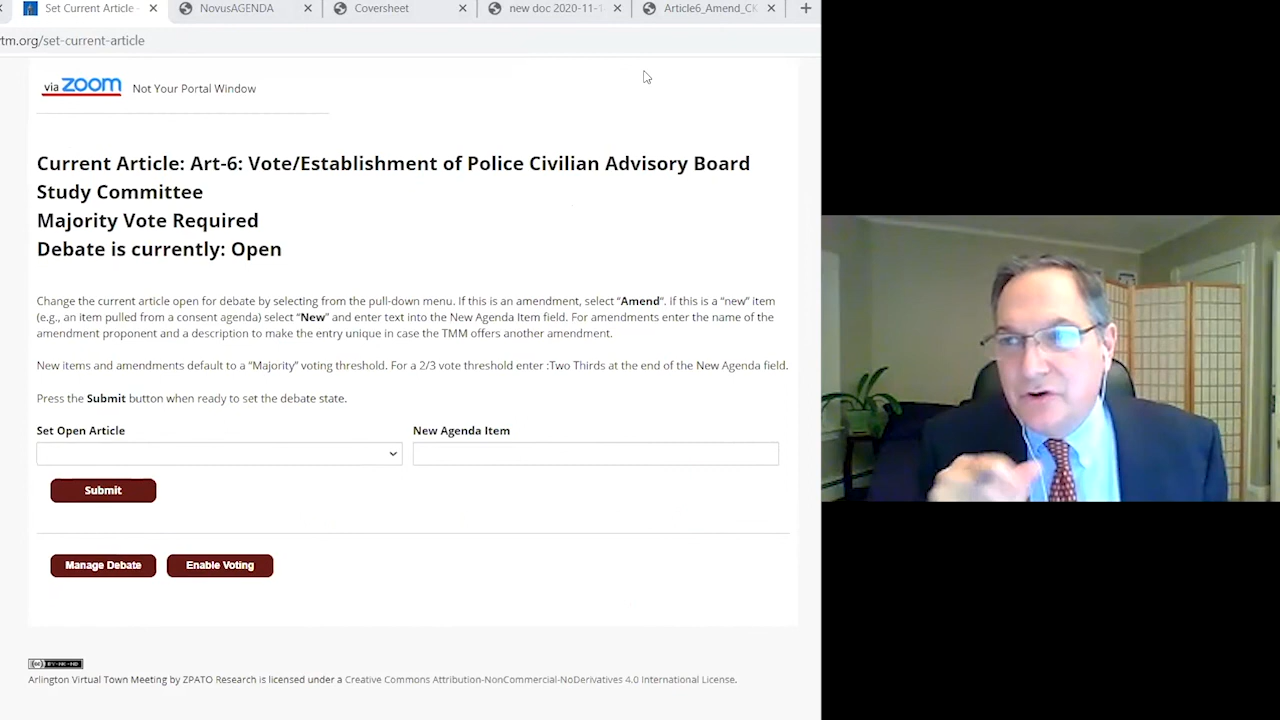 Set Current Article -
NovusAGENDA
Coversheet
new doc 2020-11-1
Article6_Amend_CK
tm.org/set-current-article
via zoom Not Your Portal Window
Current Article: Art-6: Vote/Establishment of Police Civilian Advisory Board
Study Committee
Majority Vote Required
Debate is currently: Open
Change the current article open for debate by selecting from the pull-down menu. If this is an amendment, select “Amend”. if this is a “new” item
(e.g., an item pulled from a consent agenda) select “New” and enter text into the New Agenda Item field. For amendments enter the name of the
amendment proponent and a description to make the entry unique in case the TMM offers another amendment.
New items and amendments default to a “Majority” voting threshold. For a 2/3 vote threshold enter :Two Thirds at the end of the New Agenda field.
Press the Submit button when ready to set the debate state.
Set Open Article
New Agenda Item
Submit
Manage Debate
Enable Voting
BY-NC-ND
Arlington Virtual Town Meeting by ZPATO Research is licensed under a Creative Commons Attribution-NonCommercial-NoDerivatives 4.0 International License.